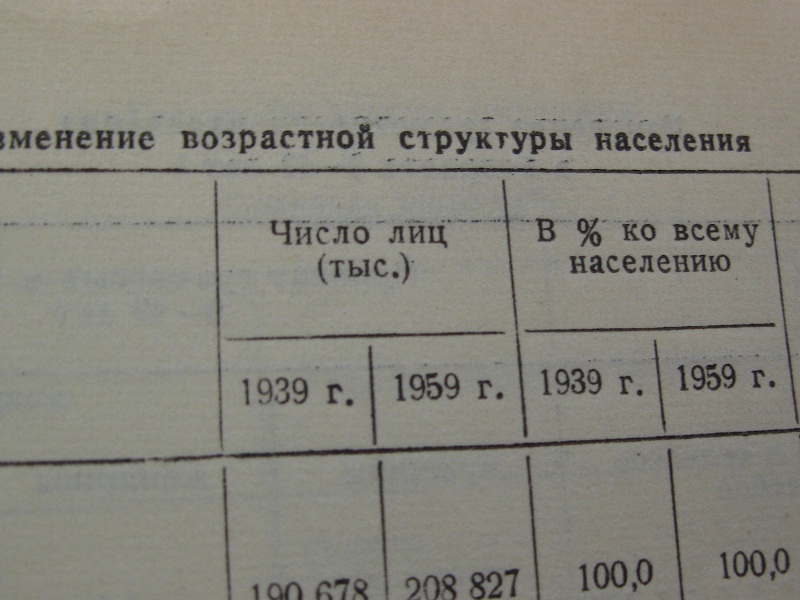 зменение возрастной структуры населения
Число лиц
(тыс.)
В % ко всему
населению
1939 г. 1959 г. 1939 г. 1959 г.
190 678 208 827 100,0 100,0